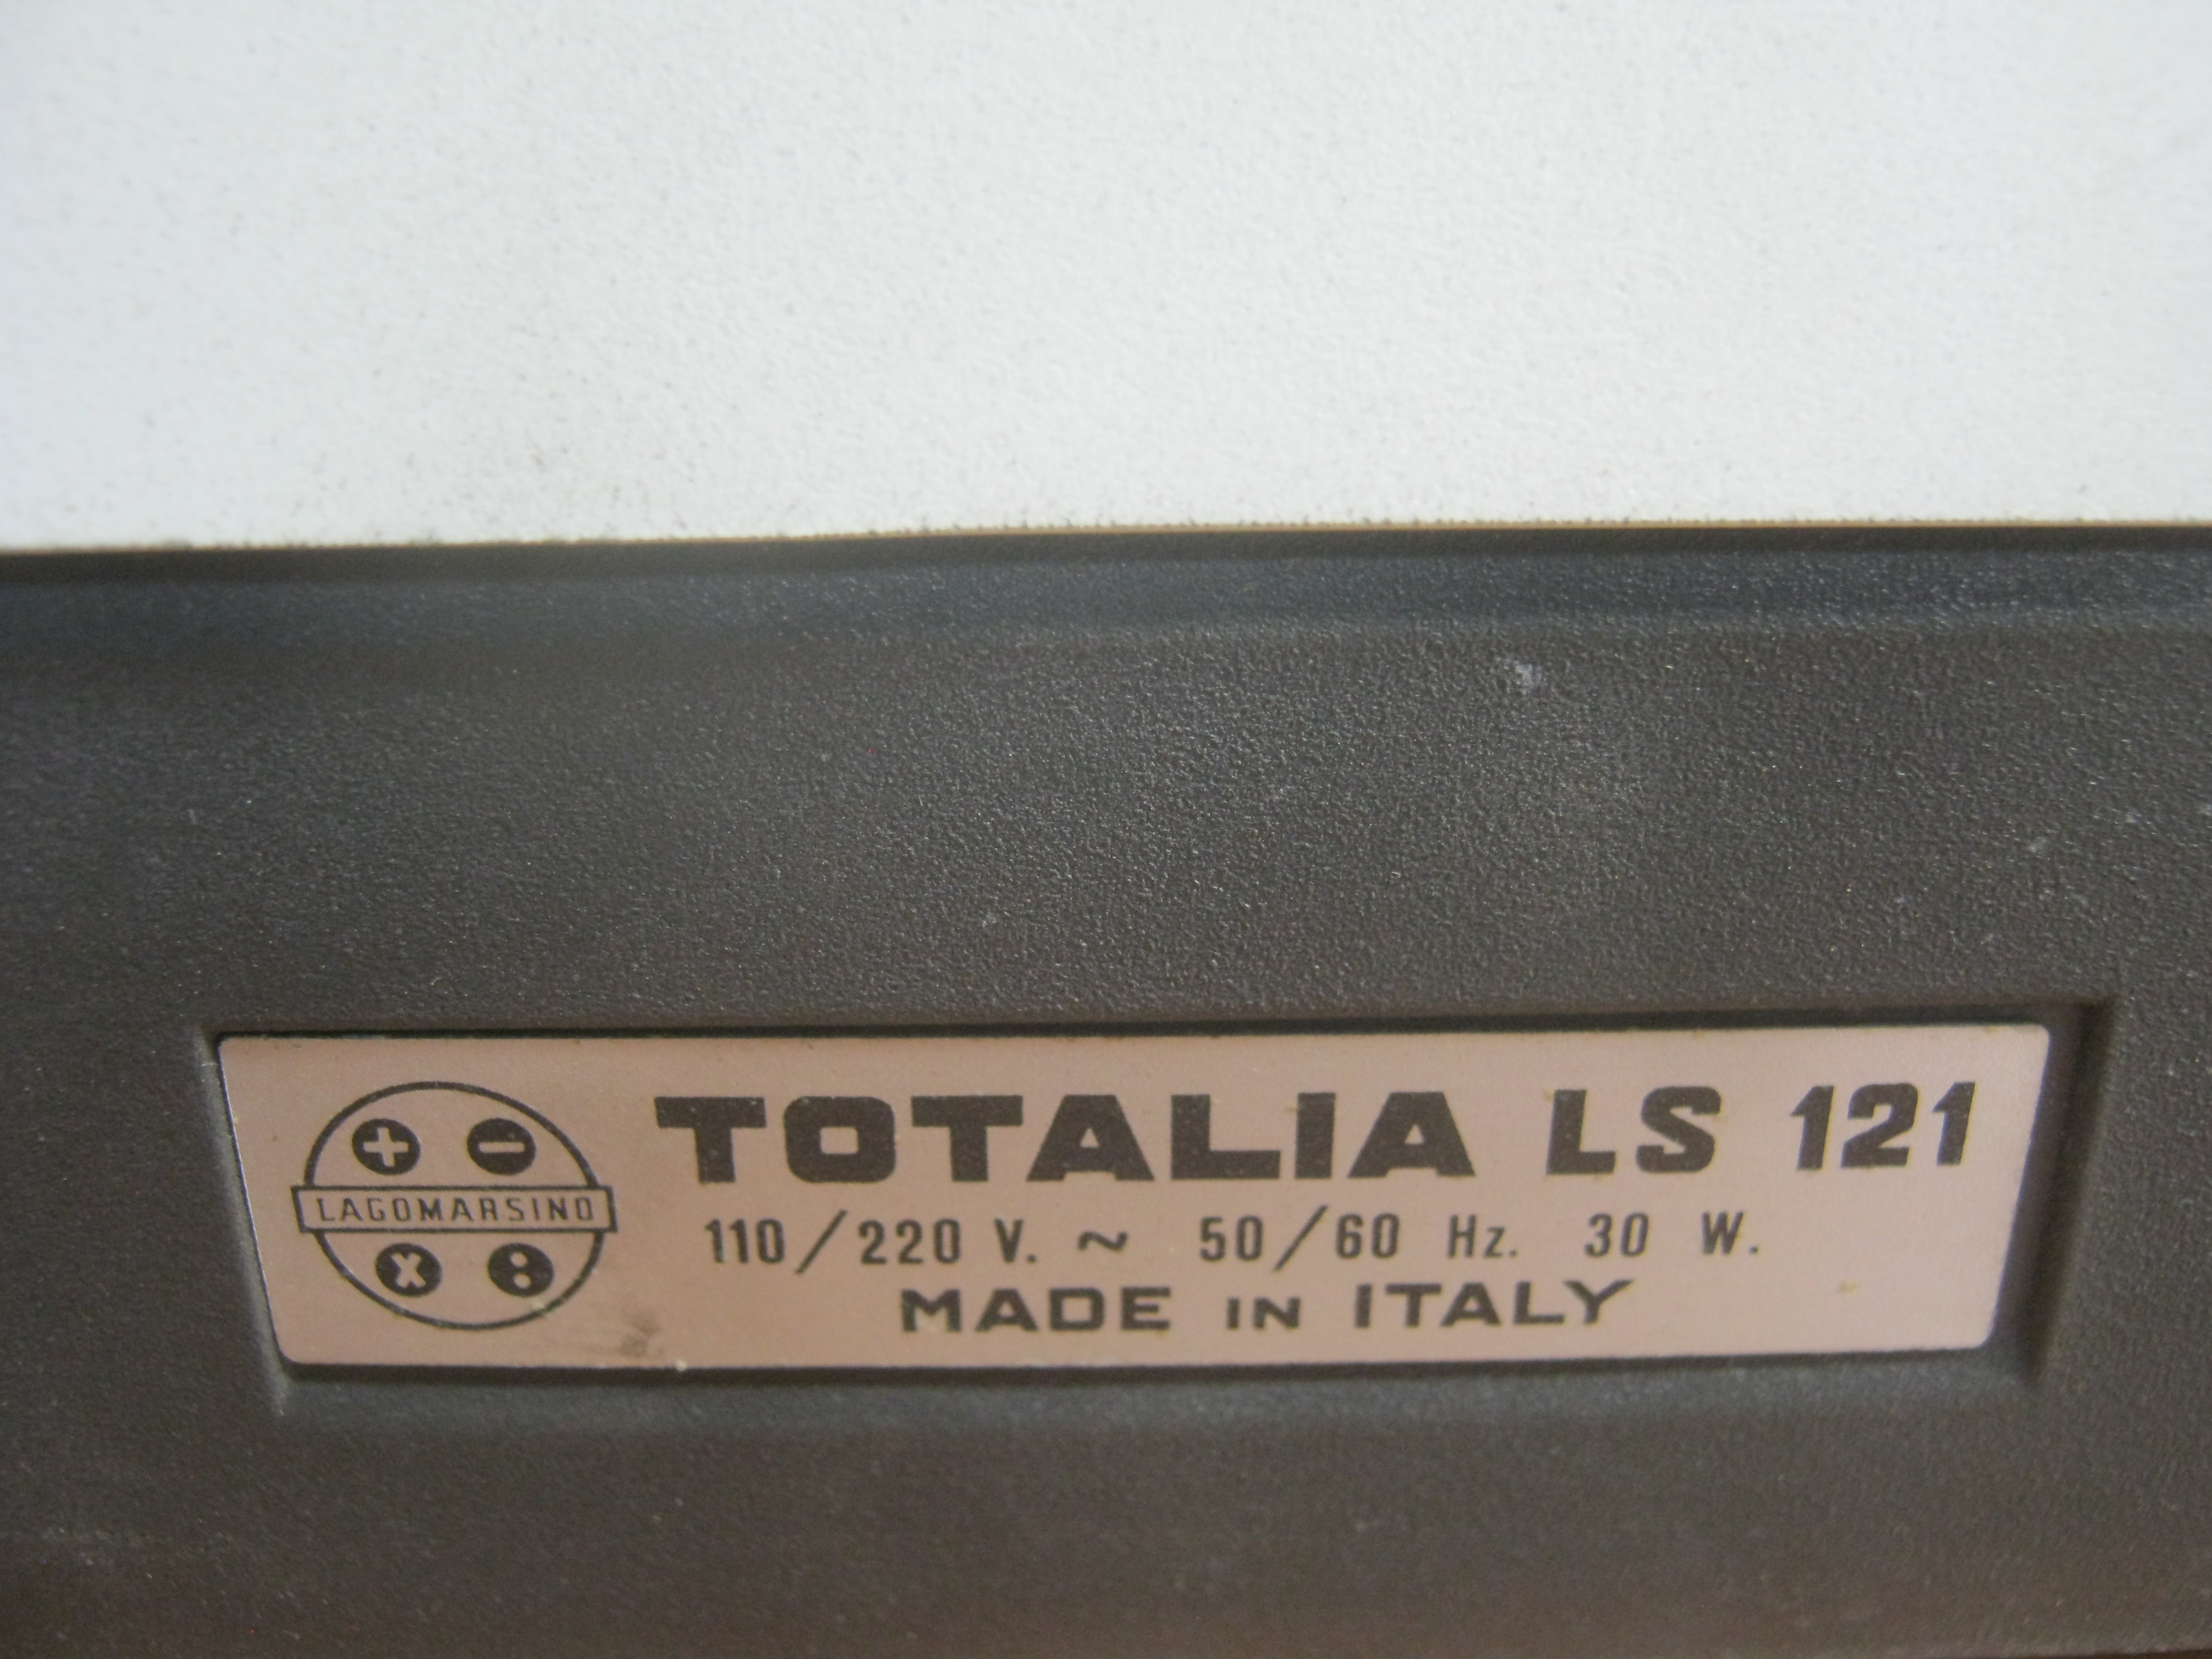 LAGOMARSINO
TOTALIA LS 121
110/220 V. ~ 50/60 Hz. 30 W.
MADE IN ITALY